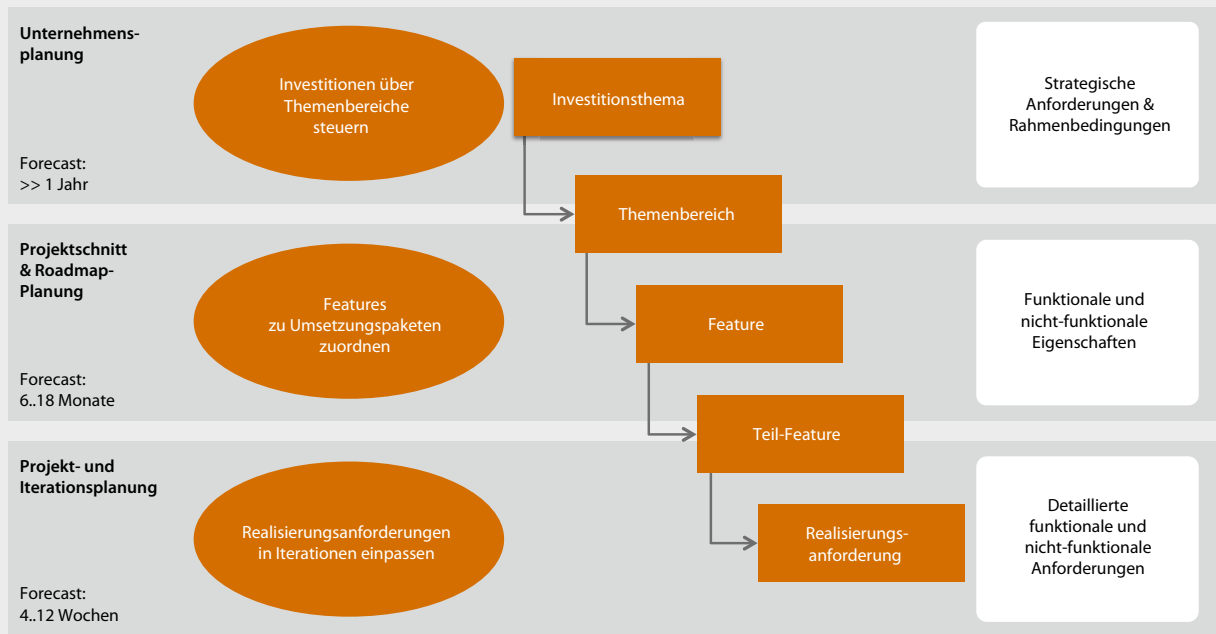 Unternehmens-
planung
Forecast:
>> 1 Jahr
Investitionen über
Themenbereiche
steuern
Investitionsthema
Themenbereich
Strategische
Anforderungen &
Rahmenbedingungen
Projektschnitt
& Roadmap-
Planung
Forecast:
6..18 Monate
Features
zu Umsetzungspaketen
zuordnen
Feature
Teil-Feature
Funktionale und
nicht-funktionale
Eigenschaften
Projekt- und
Iterationsplanung
Forecast:
4..12 Wochen
Realisierungsanforderungen
in Iterationen einpassen
Realisierungs-
anforderung
Detaillierte
funktionale und
nicht-funktionale
Anforderungen